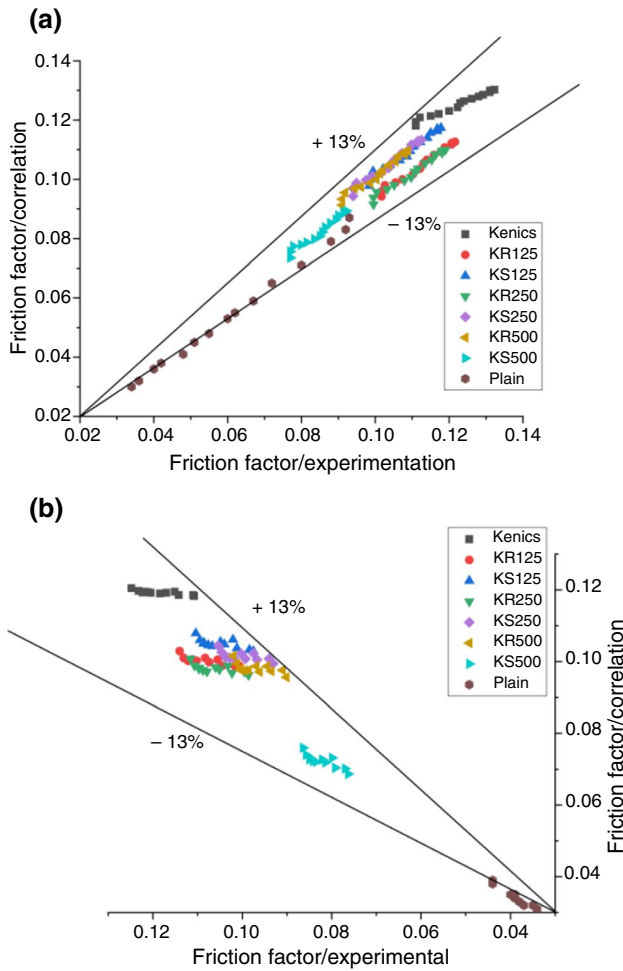 (a)
0.14
0.12
0.10
0.08
0.06
0.04
0.02
Friction factor/correlation
+ 13%
– 13%
Kenics
KR125
KS125
KR250
KS250
KR500
KS500
Plain
0.02 0.04 0.06 0.08 0.10 0.12 0.14
Friction factor/experimentation
(b)
Kenics
KR125
KS125
KR250
KS250
KR500
KS500
Plain
+ 13%
– 13%
0.12
0.10
0.08
0.06
0.04
Friction factor/correlation
0.12 0.10 0.08 0.06 0.04
Friction factor/experimental